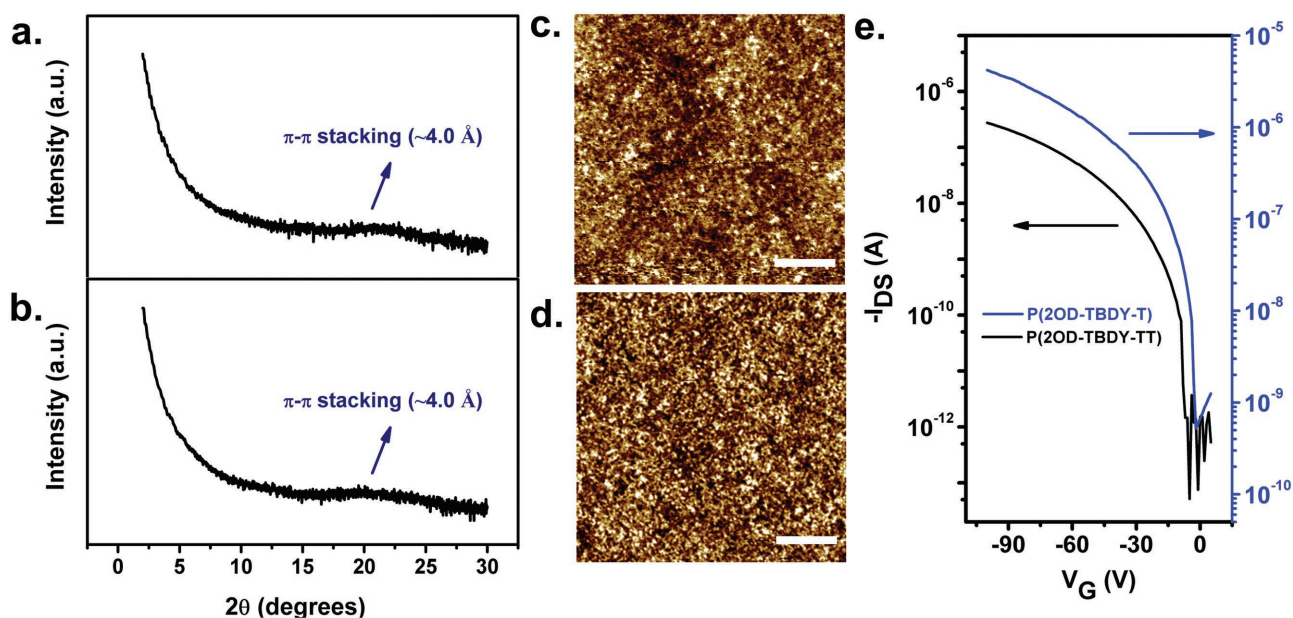 a.
Intensity (a.u.)
π-π stacking (~4.0 Å)
b.
Intensity (a.u.)
π-π stacking (~4.0 Å)
0 5 10 15 20 25 30
2θ (degrees)
c.
d.
e.
-I_DS (A)
10⁻⁶
10⁻⁸
10⁻¹⁰
10⁻¹²
P(2OD-TBDY-T)
P(2OD-TBDY-TT)
10⁻⁵
10⁻⁶
10⁻⁷
10⁻⁸
10⁻⁹
10⁻¹⁰
-90 -60 -30 0
V_G (V)